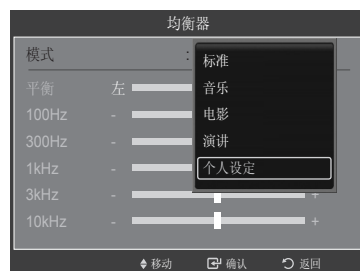 均衡器
模式 :
标准
音乐
电影
演讲
个人设定
平衡 左
100Hz -
300Hz -
1kHz -
3kHz - +
10kHz - +
移动 确认 返回